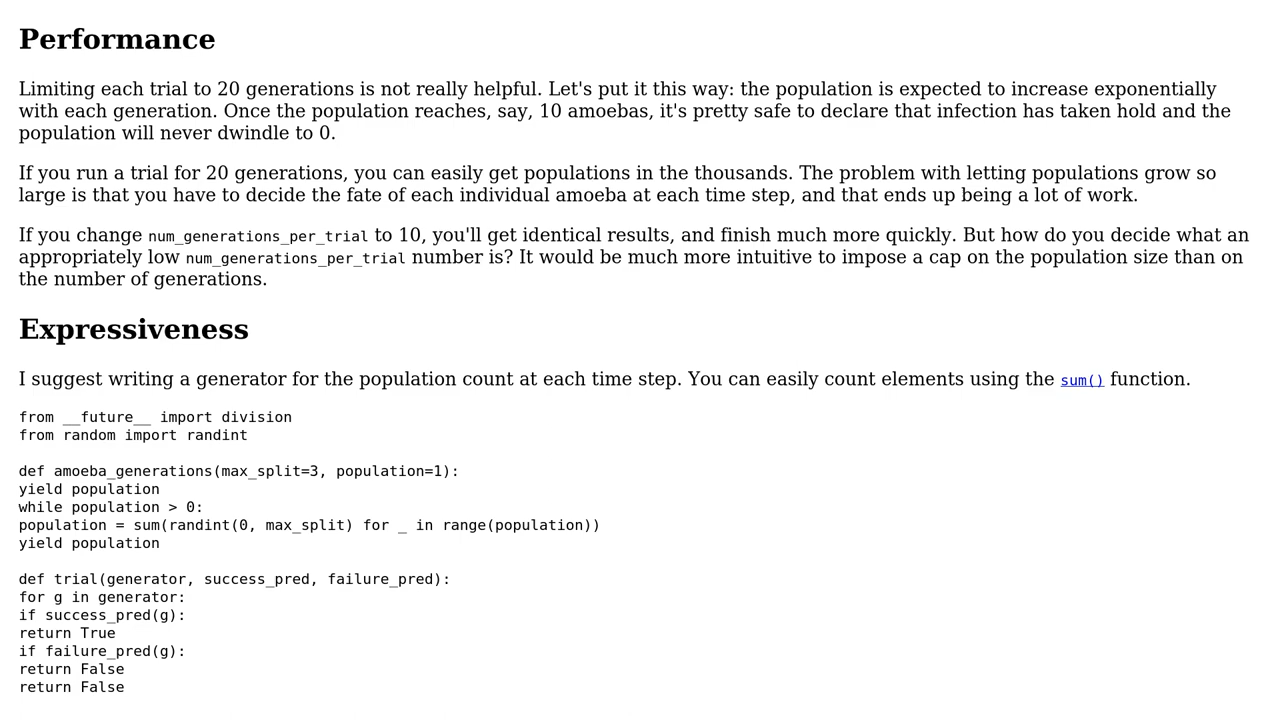 Performance
Limiting each trial to 20 generations is not really helpful. Let's put it this way: the population is expected to increase exponentially
with each generation. Once the population reaches, say, 10 amoebas, it's pretty safe to declare that infection has taken hold and the
population will never dwindle to 0.
If you run a trial for 20 generations, you can easily get populations in the thousands. The problem with letting populations grow so
large is that you have to decide the fate of each individual amoeba at each time step, and that ends up being a lot of work.
If you change num_generations_per_trial to 10, you'll get identical results, and finish much more quickly. But how do you decide what an
appropriately low num_generations_per_trial number is? It would be much more intuitive to impose a cap on the population size than on
the number of generations.
Expressiveness
I suggest writing a generator for the population count at each time step. You can easily count elements using the sum() function.
from __future__ import division
from random import randint
def amoeba_generations(max_split=3, population=1):
yield population
while population > 0:
population = sum(randint(0, max_split) for _ in range(population))
yield population
def trial(generator, success_pred, failure_pred):
for g in generator:
if success_pred(g):
return True
if failure_pred(g):
return False
return False